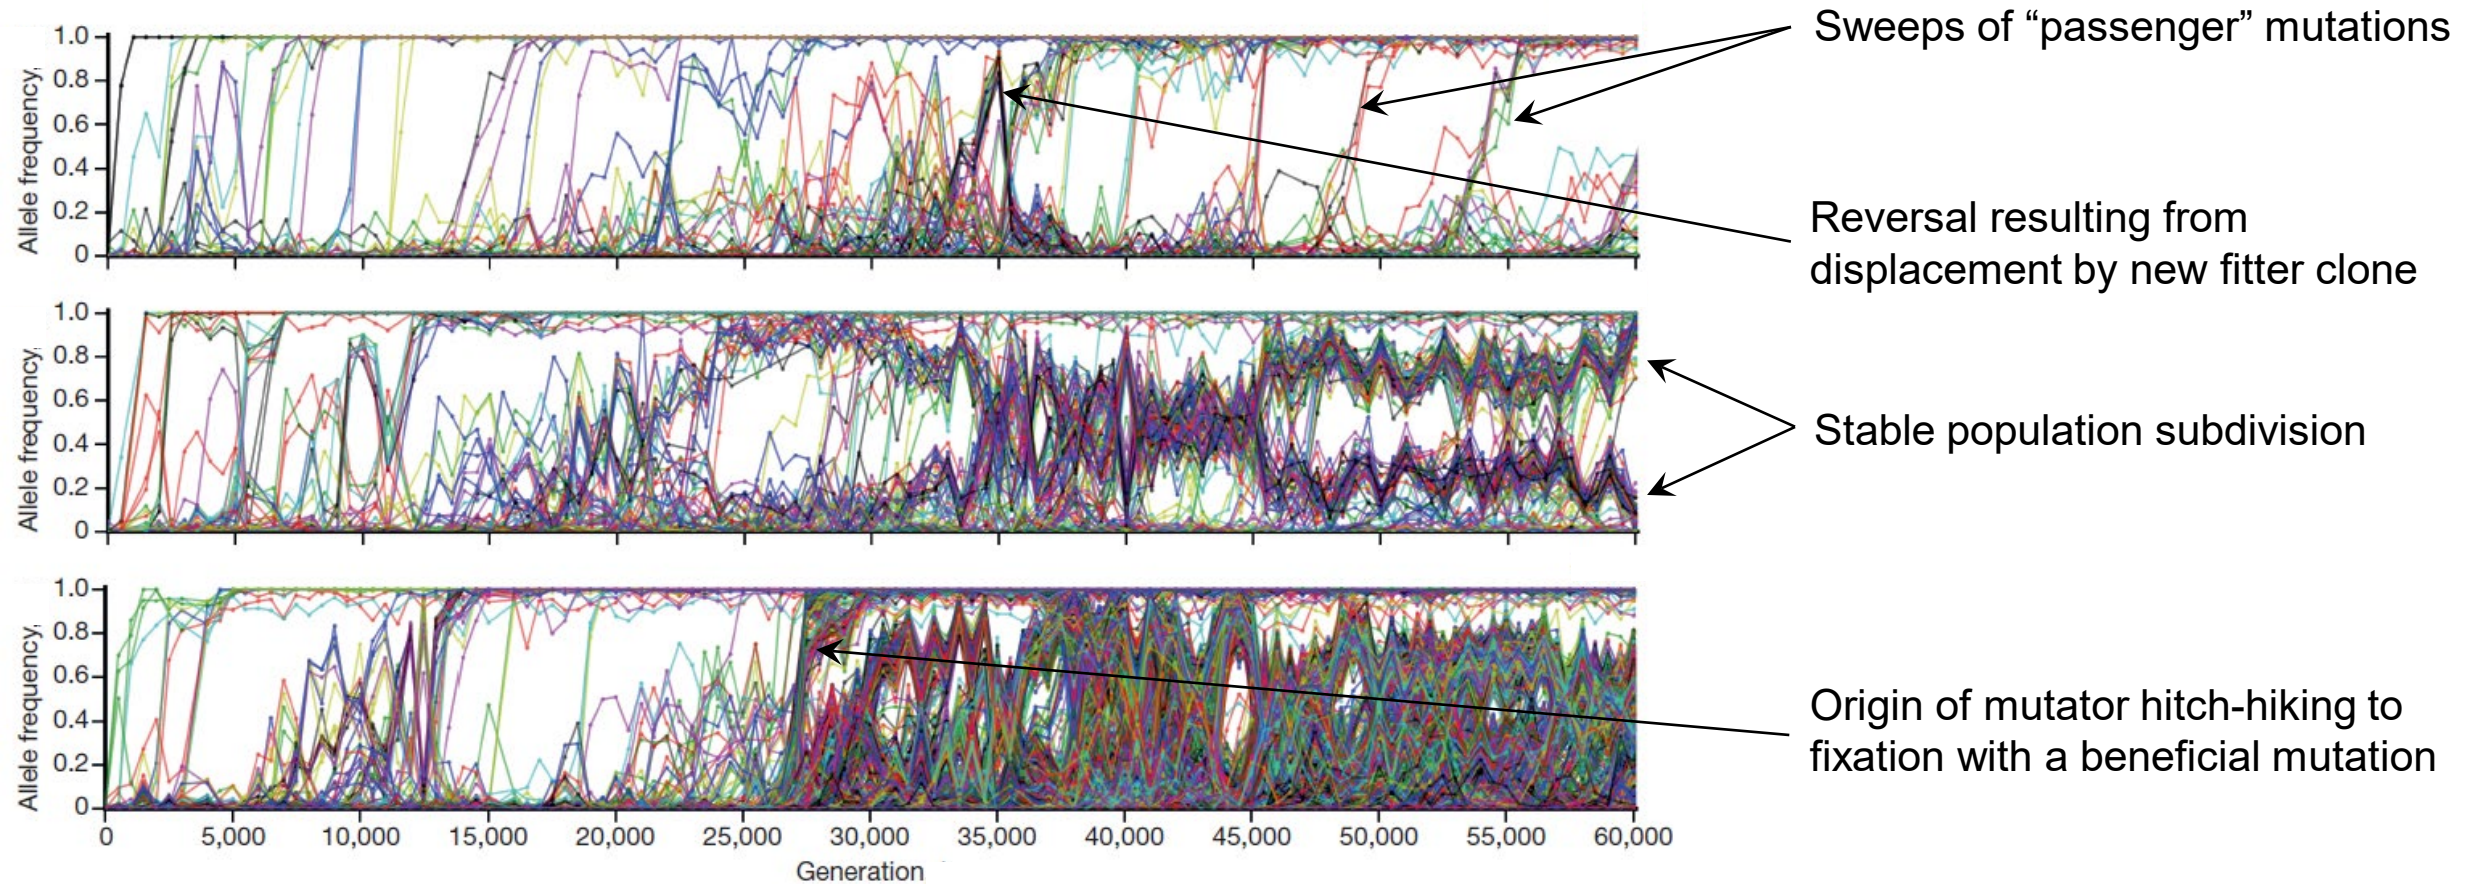 Sweeps of “passenger” mutations
1.0
0.8
0.6
0.4
0.2
0
Allele frequency,
Reversal resulting from
displacement by new fitter clone
1.0
0.8
0.6
0.4
0.2
0
Allele frequency,
Stable population subdivision
1.0
0.8
0.6
0.4
0.2
0
Allele frequency,
Origin of mutator hitch-hiking to
fixation with a beneficial mutation
0 5,000 10,000 15,000 20,000 25,000 30,000 35,000 40,000 45,000 50,000 55,000 60,000
Generation